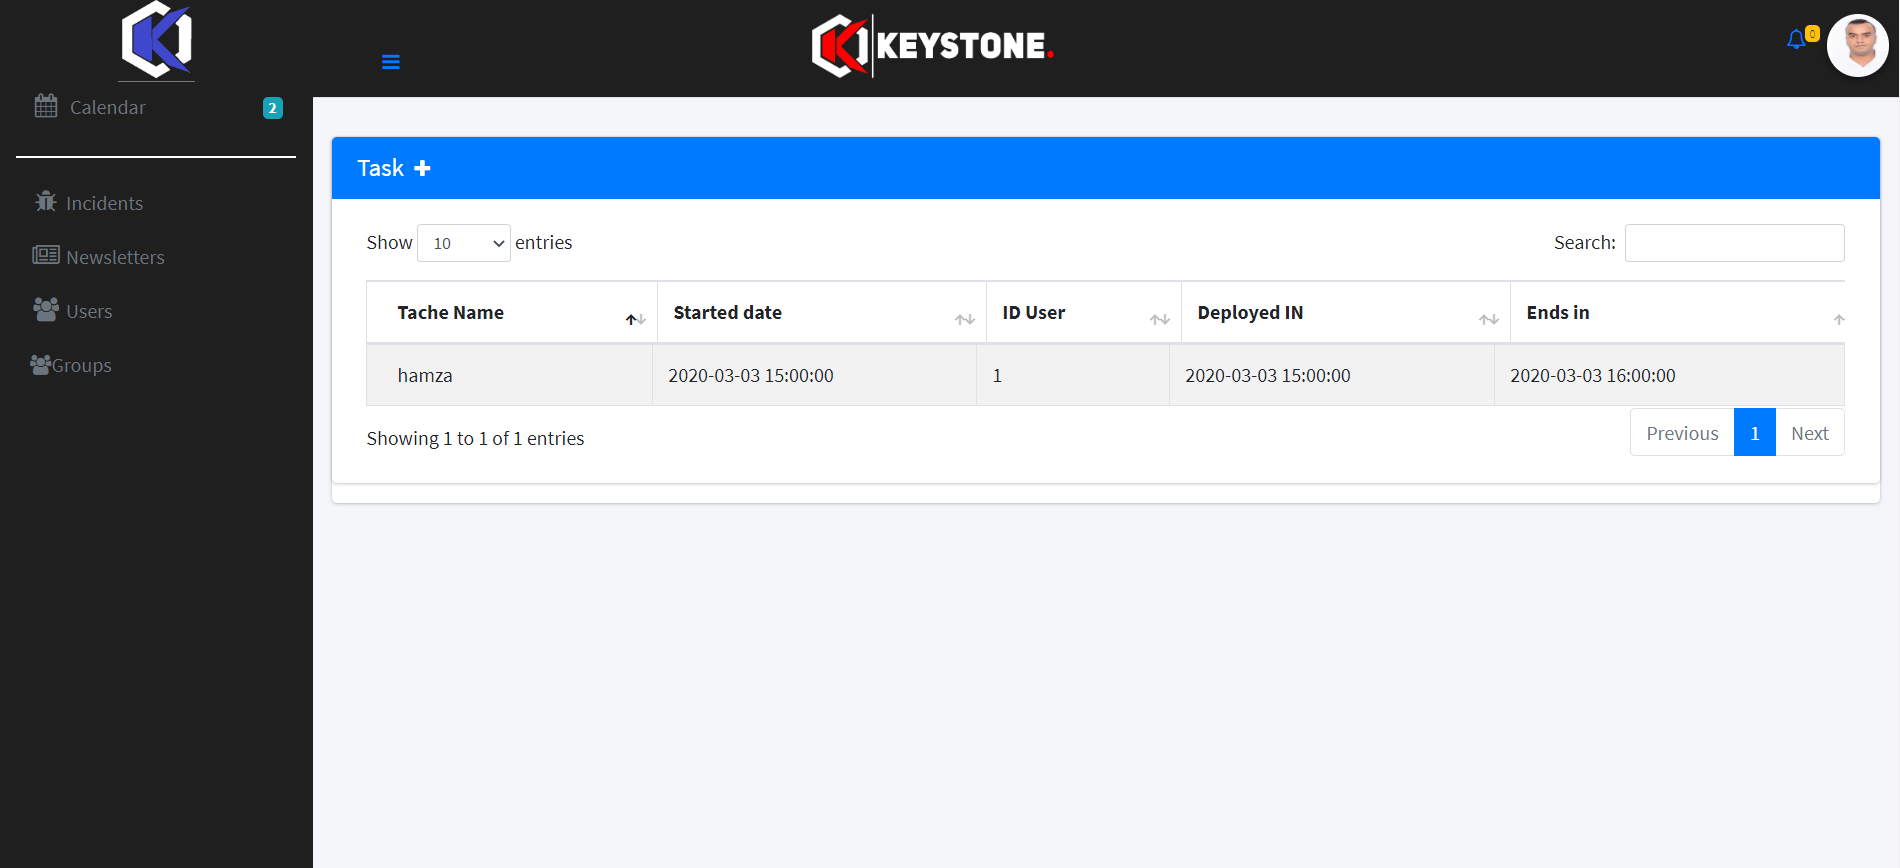 KEYSTONE.
0
Calendar 2
Incidents
Newsletters
Users
Groups
Task
Show 10 entries
Search:
Tache Name Started date ID User Deployed IN Ends in
hamza 2020-03-03 15:00:00 1 2020-03-03 15:00:00 2020-03-03 16:00:00
Showing 1 to 1 of 1 entries
Previous 1 Next